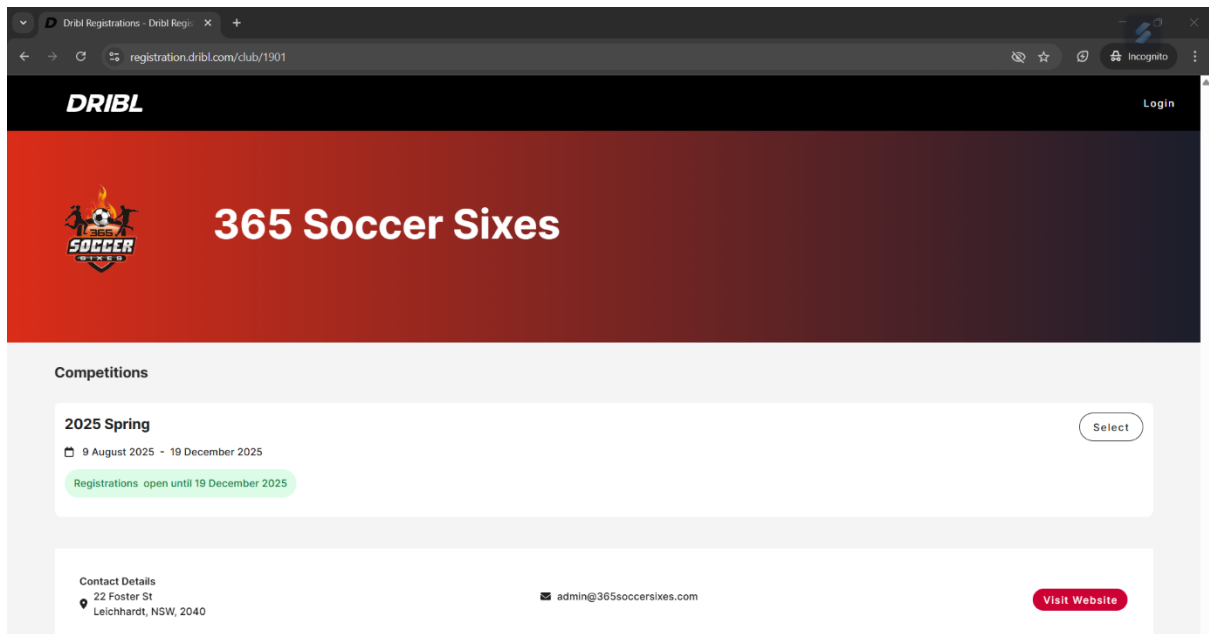 Dribl Registrations - Dribl Regis
registration.dribl.com/club/1901
Incognito
DRIBL
Login
365
SOCCER
SIXES
365 Soccer Sixes
Competitions
2025 Spring
Select
9 August 2025 - 19 December 2025
Registrations open until 19 December 2025
Contact Details
22 Foster St
Leichhardt, NSW, 2040
admin@365soccersixes.com
Visit Website